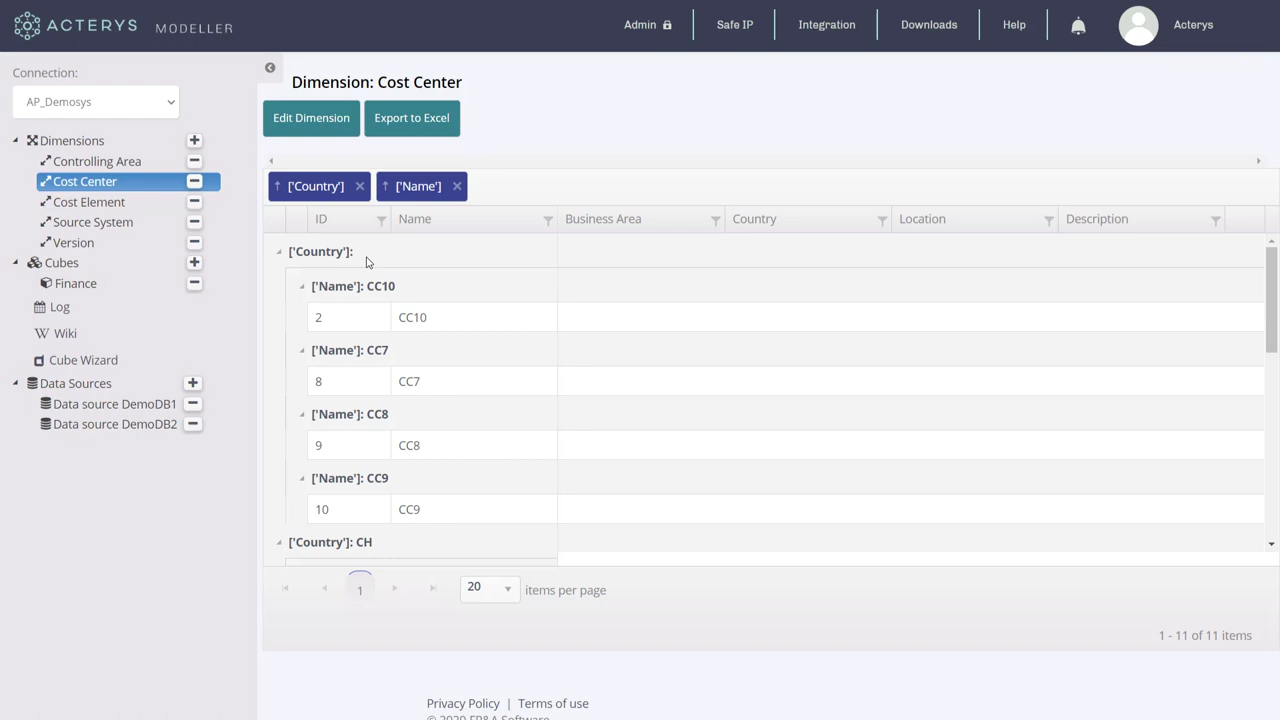 ACTERYS MODELLER
Admin
Safe IP
Integration
Downloads
Help
Acterys
Connection:
AP_Demosys
Dimensions
Controlling Area
Cost Center
Cost Element
Source System
Version
Cubes
Finance
Log
Wiki
Cube Wizard
Data Sources
Data source DemoDB1
Data source DemoDB2
Dimension: Cost Center
Edit Dimension
Export to Excel
['Country']
['Name']
ID Name Business Area Country Location Description
['Country']:
['Name']: CC10
2 CC10
['Name']: CC7
8 CC7
['Name']: CC8
9 CC8
['Name']: CC9
10 CC9
['Country']: CH
1
20 items per page
1 - 11 of 11 items
Privacy Policy | Terms of use
© 2020 FP&A Software